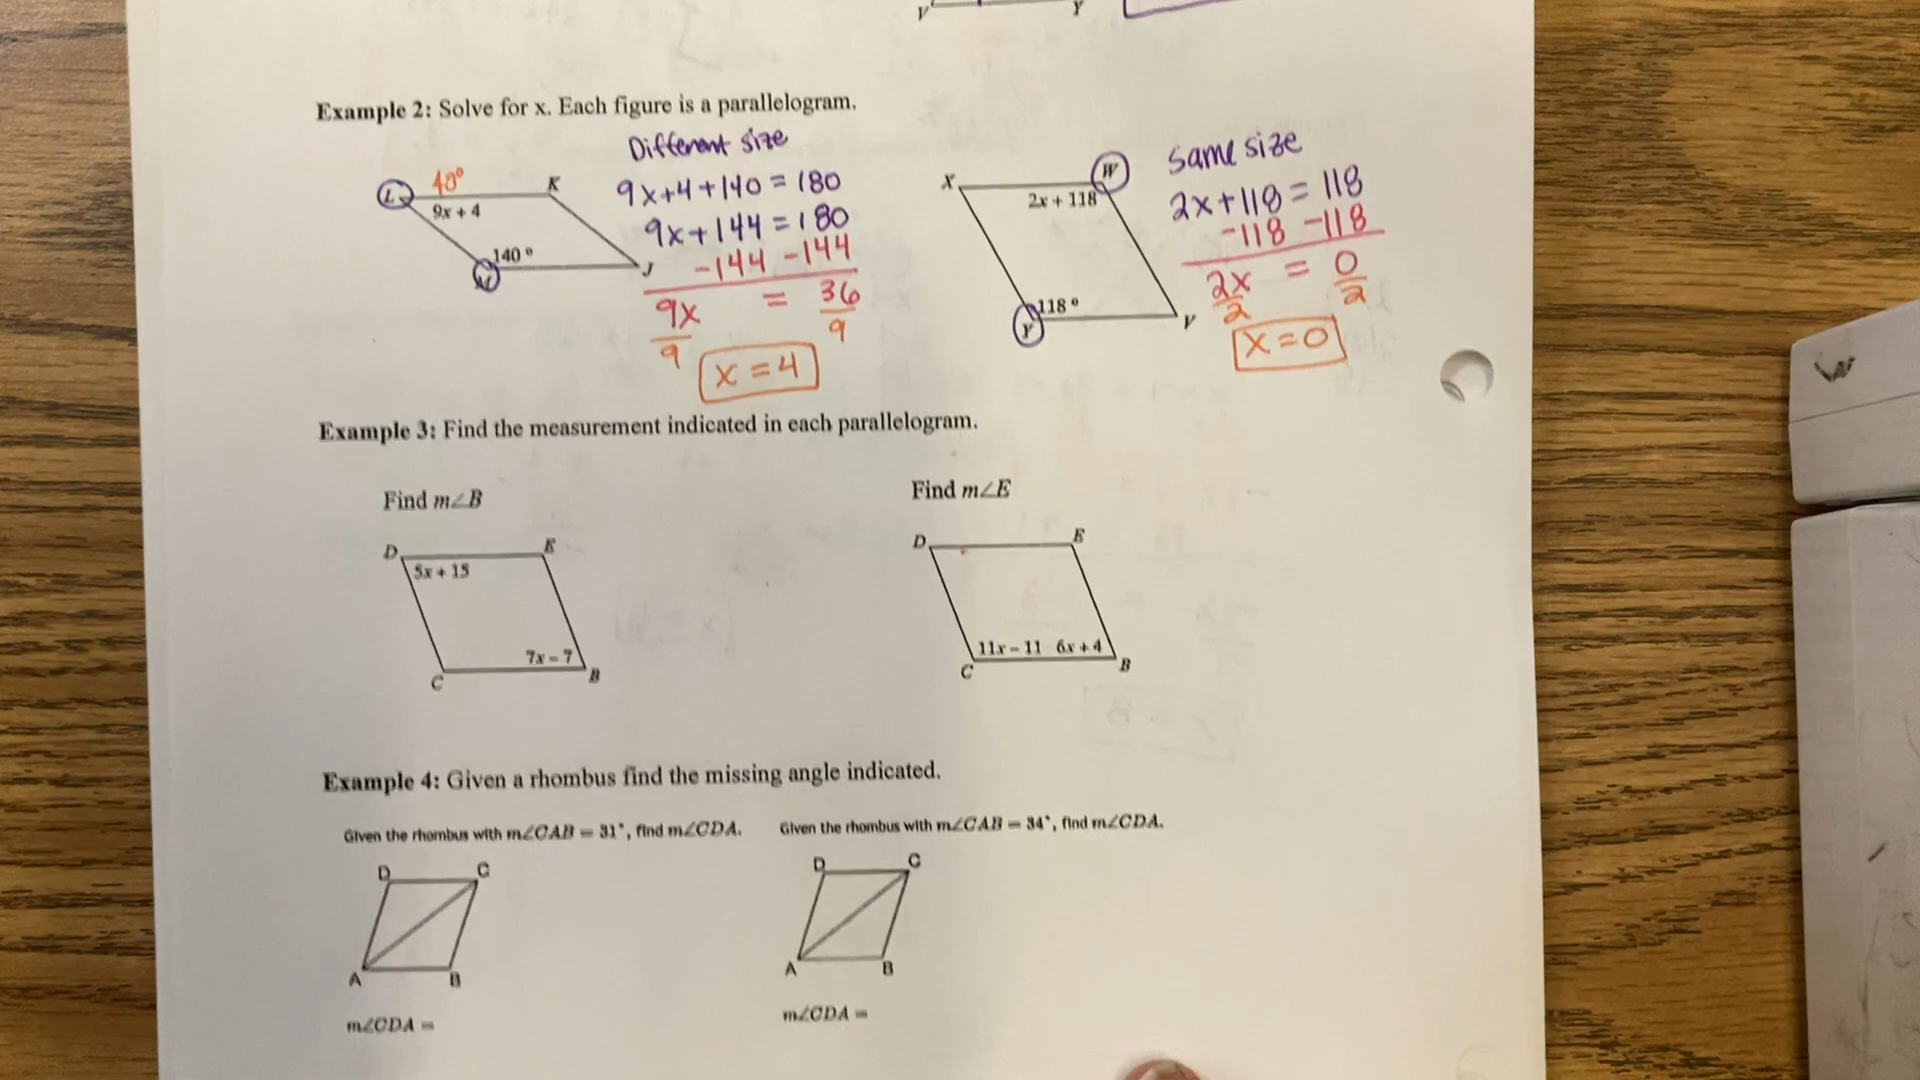 V
Y
Example 2: Solve for x. Each figure is a parallelogram.
Different size
L
40°
K
9x + 4
140 °
J
9x+4+140 = 180
9x+144 = 180
-144 -144
9x = 36
9 9
x = 4
X
W
2x + 118
118 °
Y
V
same size
2x+118 = 118
-118 -118
2x = 0
2 2
x = 0
Example 3: Find the measurement indicated in each parallelogram.
Find m∠B
D
E
5x + 15
7x - 7
C
B
Find m∠E
D
E
11x - 11
6x + 4
C
B
Example 4: Given a rhombus find the missing angle indicated.
Given the rhombus with m∠CAB = 31°, find m∠CDA.
D
C
A
B
m∠CDA =
Given the rhombus with m∠CAB = 34°, find m∠CDA.
D
C
A
B
m∠CDA =